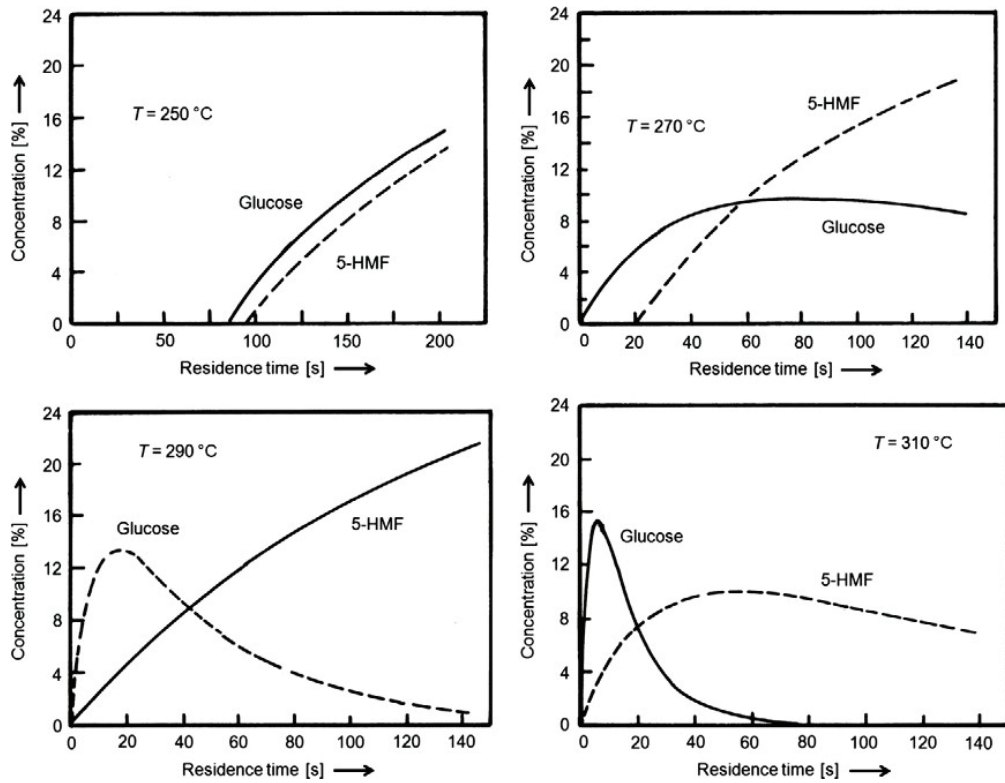 24
20
16
12
8
4
0
Concentration [%]
T = 250 °C
Glucose
5-HMF
0 50 100 150 200
Residence time [s]
24
20
16
12
8
4
0
Concentration [%]
5-HMF
T = 270 °C
Glucose
0 20 40 60 80 100 120 140
Residence time [s]
24
20
16
12
8
4
0
Concentration [%]
T = 290 °C
Glucose
5-HMF
0 20 40 60 80 100 120 140
Residence time [s]
24
20
16
12
8
4
0
Concentration [%]
T = 310 °C
Glucose
5-HMF
0 20 40 60 80 100 120 140
Residence time [s]